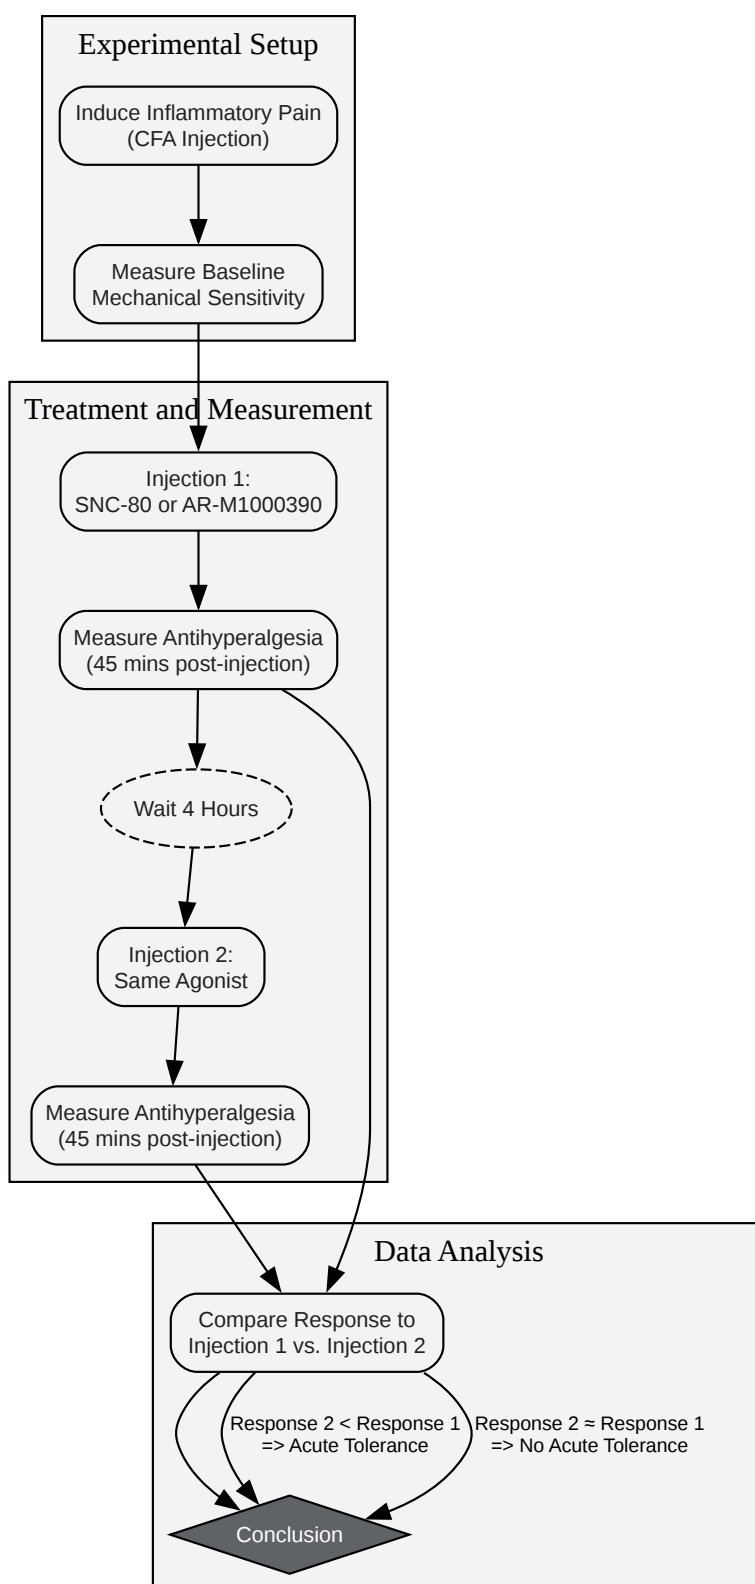 Experimental Setup
Induce Inflammatory Pain
(CFA Injection)
Measure Baseline
Mechanical Sensitivity
Treatment and Measurement
Injection 1:
SNC-80 or AR-M1000390
Measure Antihyperalgesia
(45 mins post-injection)
Wait 4 Hours
Injection 2:
Same Agonist
Measure Antihyperalgesia
(45 mins post-injection)
Data Analysis
Compare Response to
Injection 1 vs. Injection 2
Response 2 < Response 1
=> Acute Tolerance
Response 2 ≈ Response 1
=> No Acute Tolerance
Conclusion